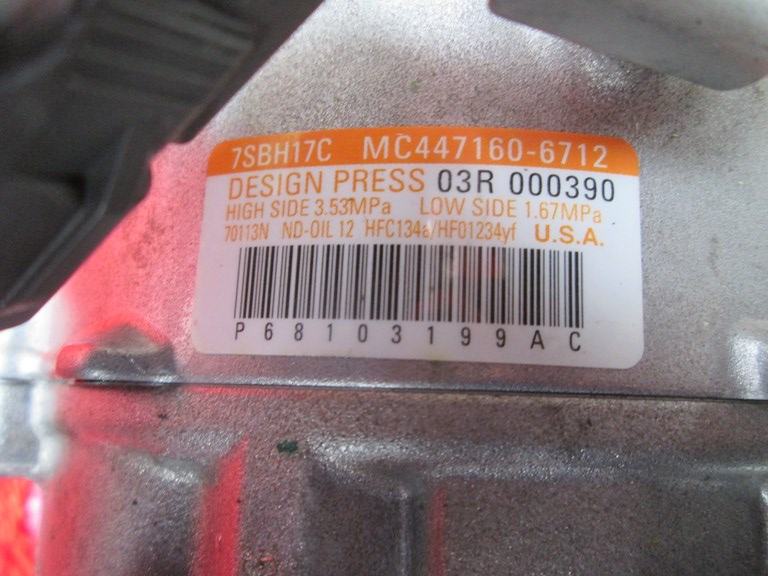 7SBH17C MC447160-6712
DESIGN PRESS 03R 000390
HIGH SIDE 3.53MPa LOW SIDE 1.67MPa
70113N ND-OIL 12 HFC134a/HFO1234yf U.S.A.
P68103199AC